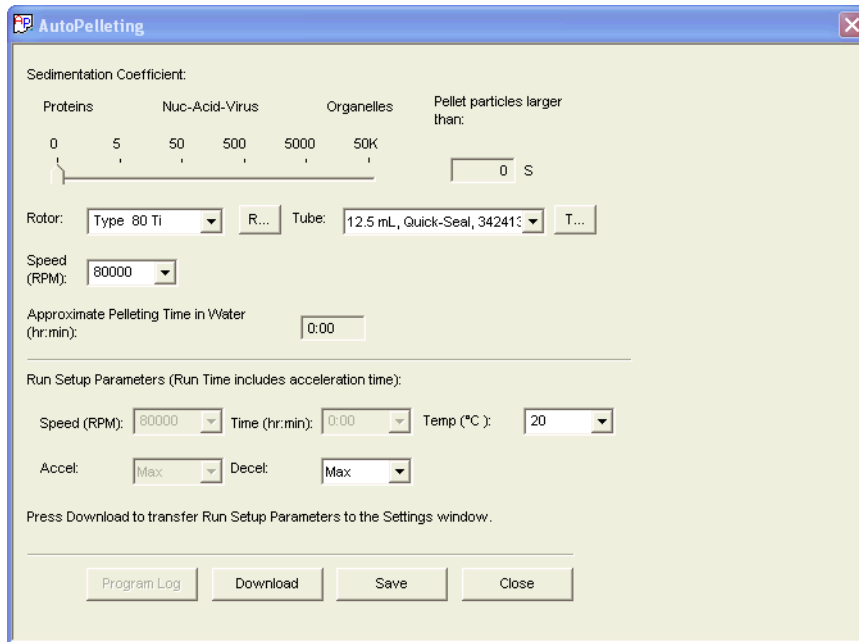 AutoPelleting
Sedimentation Coefficient:
Proteins Nuc-Acid-Virus Organelles Pellet particles larger than:
0 5 50 500 5000 50K
0 S
Rotor: Type 80 Ti R... Tube: 12.5 mL, Quick-Seal, 342413 T...
Speed (RPM): 80000
Approximate Pelleting Time in Water (hr:min): 0:00
Run Setup Parameters (Run Time includes acceleration time):
Speed (RPM): 80000 Time (hr:min): 0:00 Temp (°C ): 20
Accel: Max Decel: Max
Press Download to transfer Run Setup Parameters to the Settings window.
Program Log Download Save Close